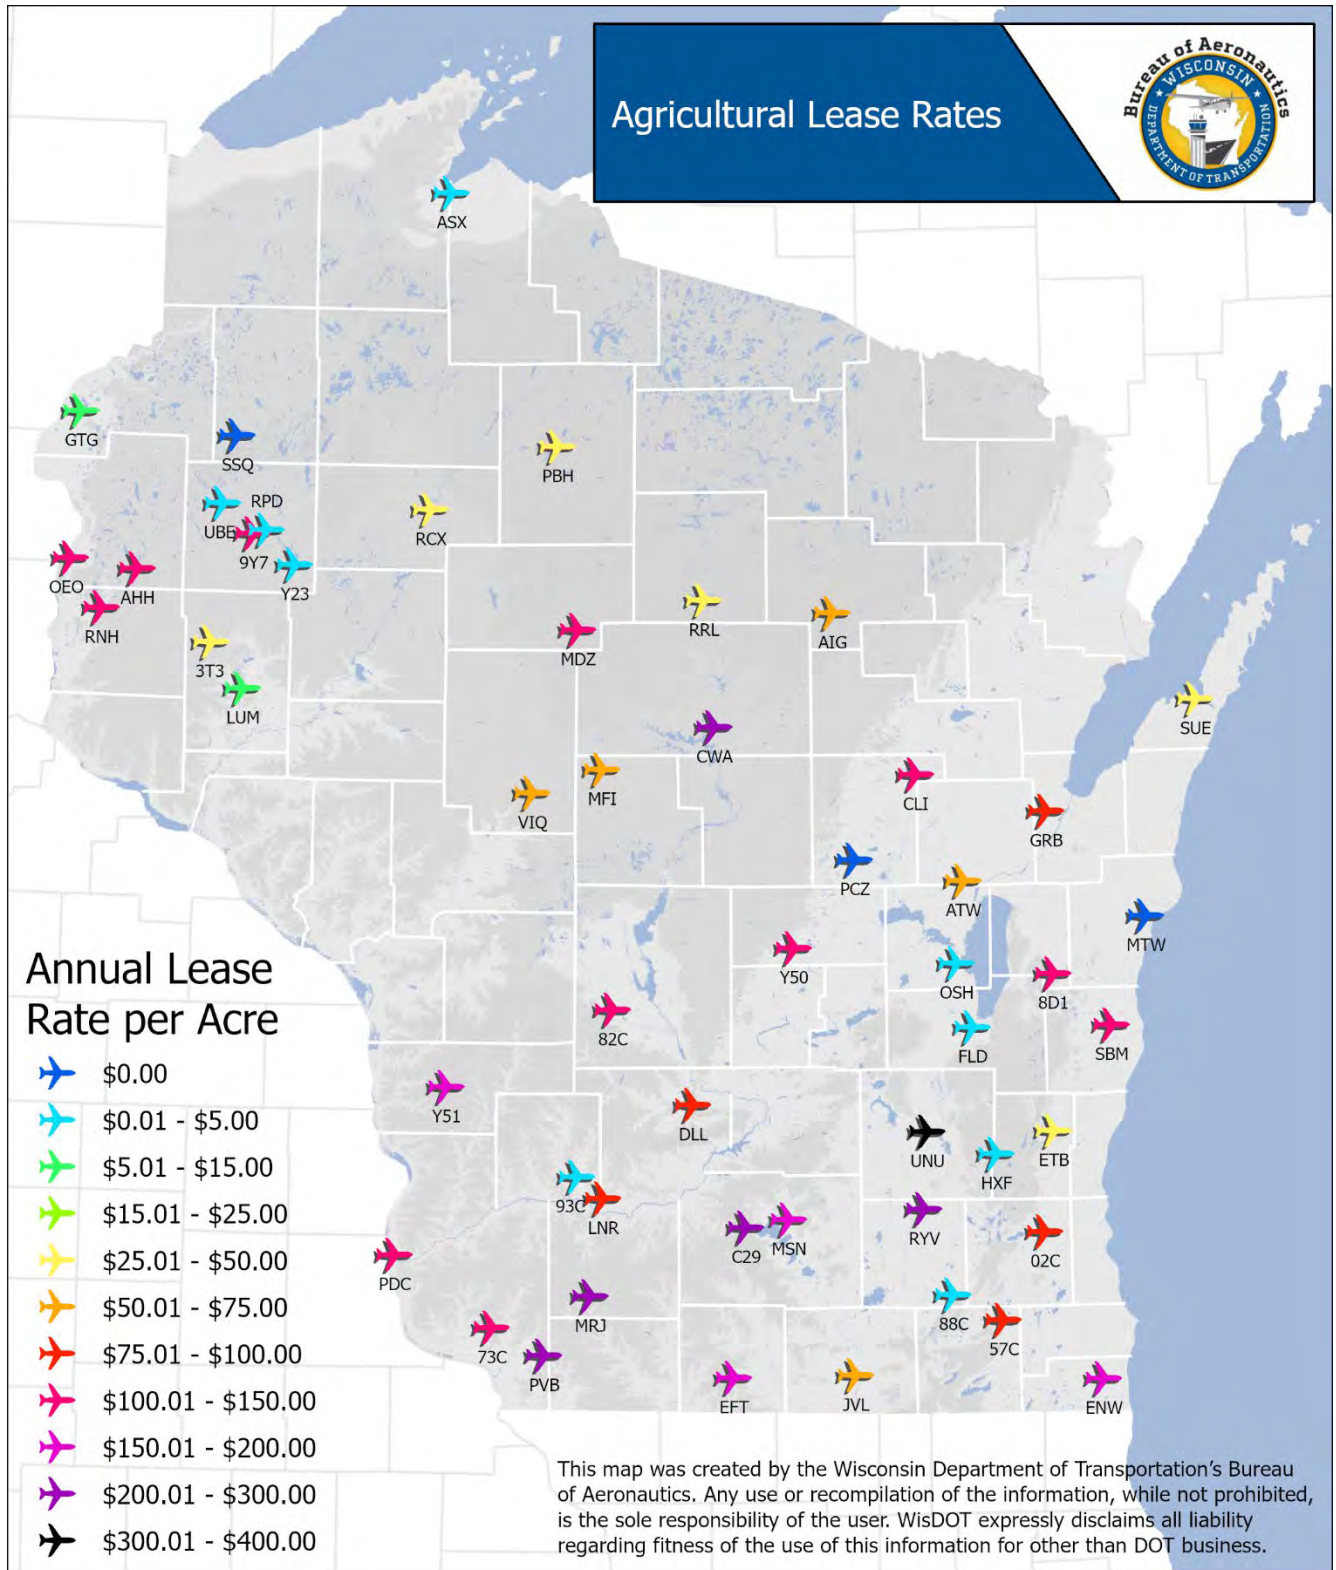 Agricultural Lease Rates
Bureau of Aeronautics
WISCONSIN
DEPARTMENT OF TRANSPORTATION
ASX
GTG
SSQ
PBH
RPD
UBE
RCX
9Y7
OEO
AHH
Y23
RNH
RRL
AIG
MDZ
3T3
LUM
SUE
CWA
MFI
CLI
VIQ
GRB
PCZ
ATW
MTW
Y50
OSH
8D1
82C
FLD
SBM
Y51
DLL
UNU
ETB
HXF
93C
LNR
C29
MSN
RYV
02C
PDC
MRJ
88C
57C
73C
PVB
EFT
JVL
ENW
Annual Lease
Rate per Acre
$0.00
$0.01 - $5.00
$5.01 - $15.00
$15.01 - $25.00
$25.01 - $50.00
$50.01 - $75.00
$75.01 - $100.00
$100.01 - $150.00
$150.01 - $200.00
$200.01 - $300.00
$300.01 - $400.00
This map was created by the Wisconsin Department of Transportation's Bureau
of Aeronautics. Any use or recompilation of the information, while not prohibited,
is the sole responsibility of the user. WisDOT expressly disclaims all liability
regarding fitness of the use of this information for other than DOT business.